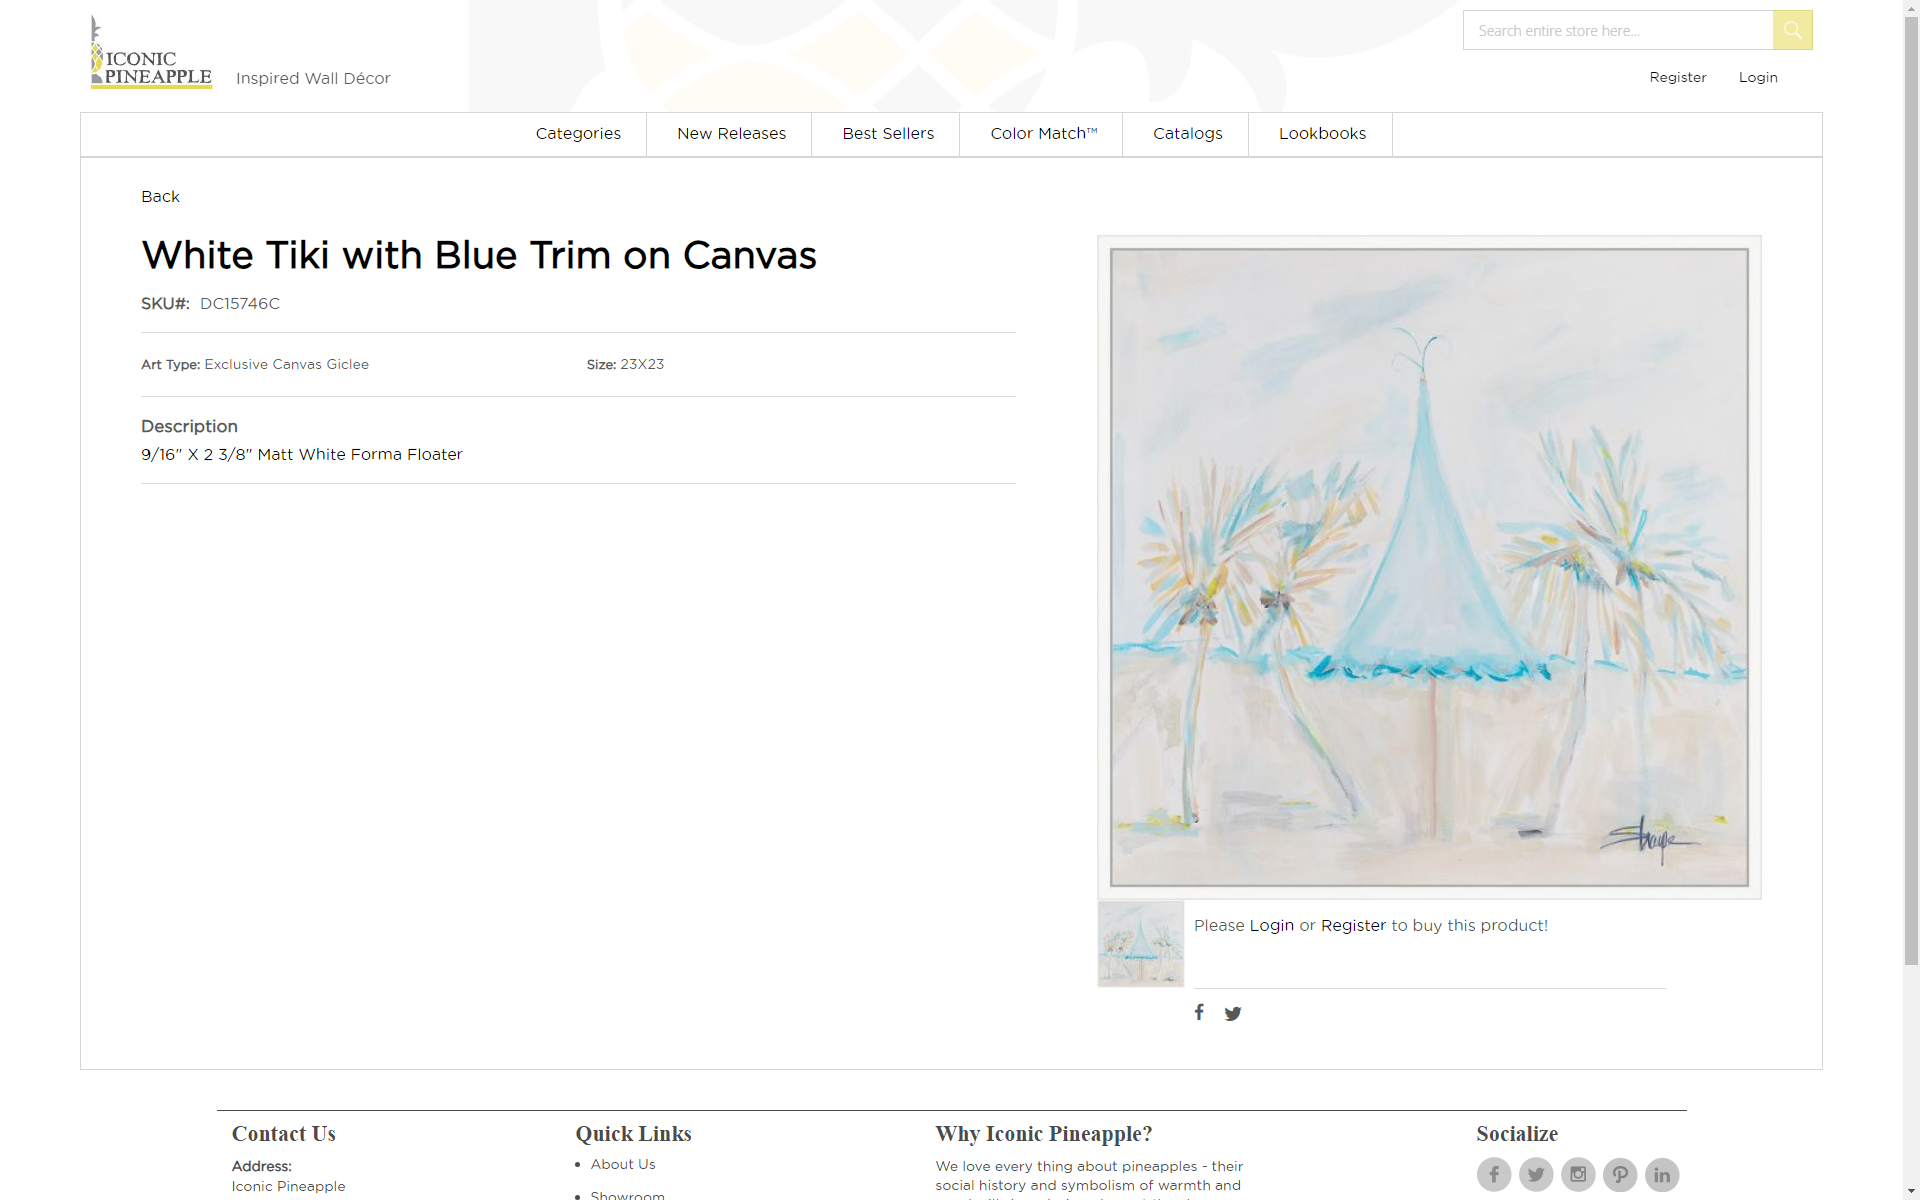 ICONIC
PINEAPPLE
Inspired Wall Décor
Search entire store here...
Register
Login
Categories
New Releases
Best Sellers
Color Match™
Catalogs
Lookbooks
Back
White Tiki with Blue Trim on Canvas
SKU#: DC15746C
Art Type: Exclusive Canvas Giclee
Size: 23X23
Description
9/16" X 2 3/8" Matt White Forma Floater
Please Login or Register to buy this product!
Contact Us
Address:
Iconic Pineapple
Quick Links
• About Us
• Showroom
Why Iconic Pineapple?
We love every thing about pineapples - their
social history and symbolism of warmth and
Socialize